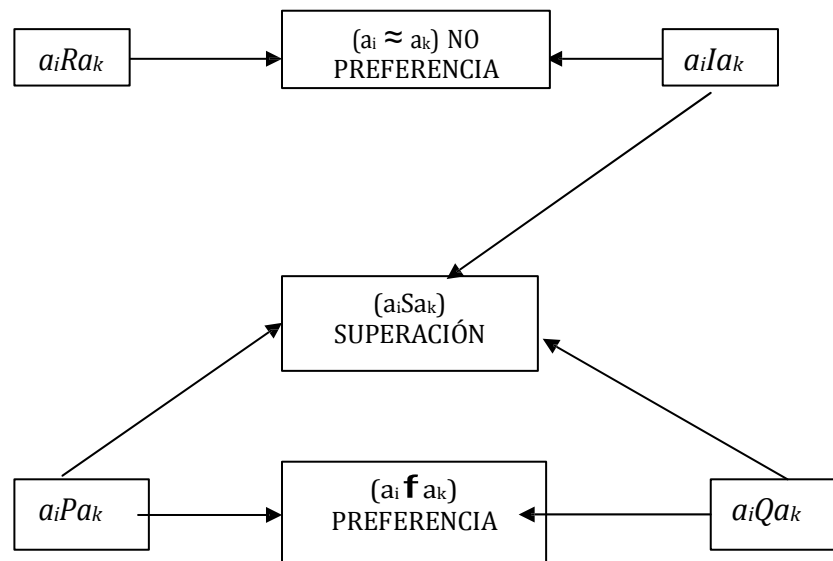 aᵢRaₖ
(aᵢ ≈ aₖ) NO
PREFERENCIA
aᵢIaₖ
(aᵢSaₖ)
SUPERACIÓN
aᵢPaₖ
(aᵢ f aₖ)
PREFERENCIA
aᵢQaₖ